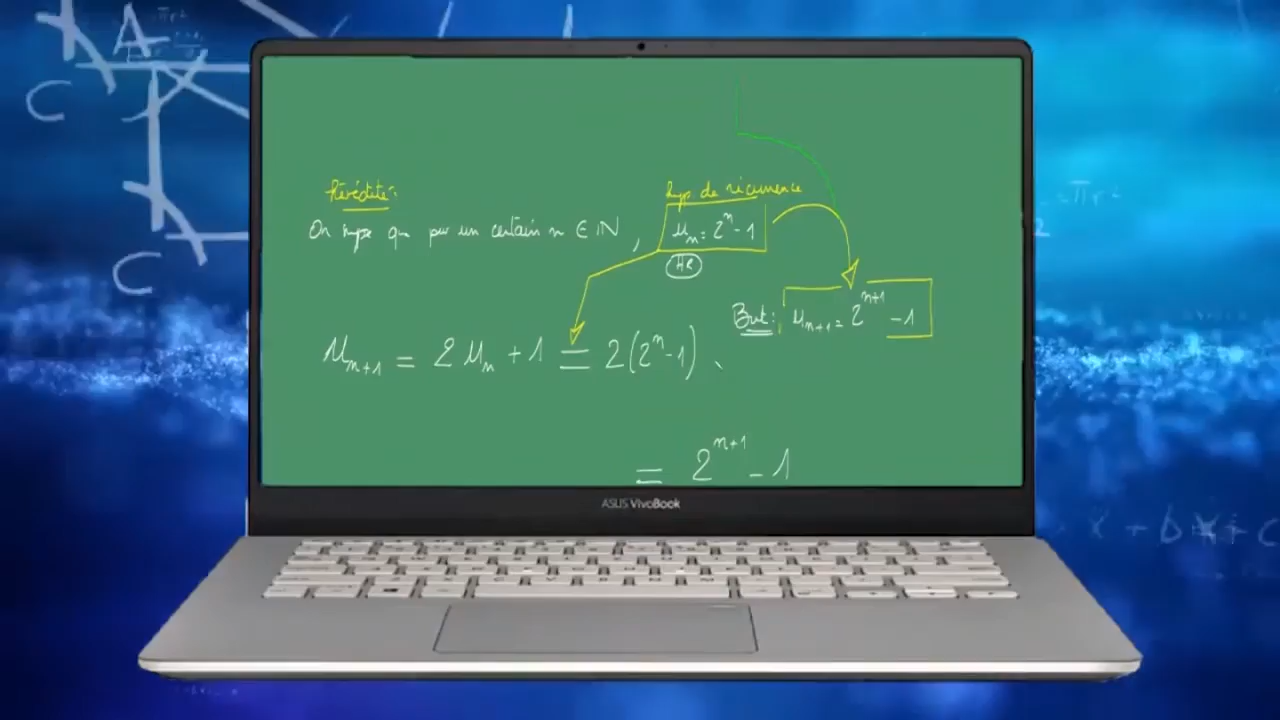 Hérédité:
hyp de récurrence
On suppose que pour un certain n ∈ ℕ, uₙ = 2ⁿ - 1
HR
But: uₙ₊₁ = 2ⁿ⁺¹ - 1
uₙ₊₁ = 2uₙ + 1 = 2(2ⁿ - 1)
= 2ⁿ⁺¹ - 1
ASUS VivoBook
A
C
C
πr²
x + b